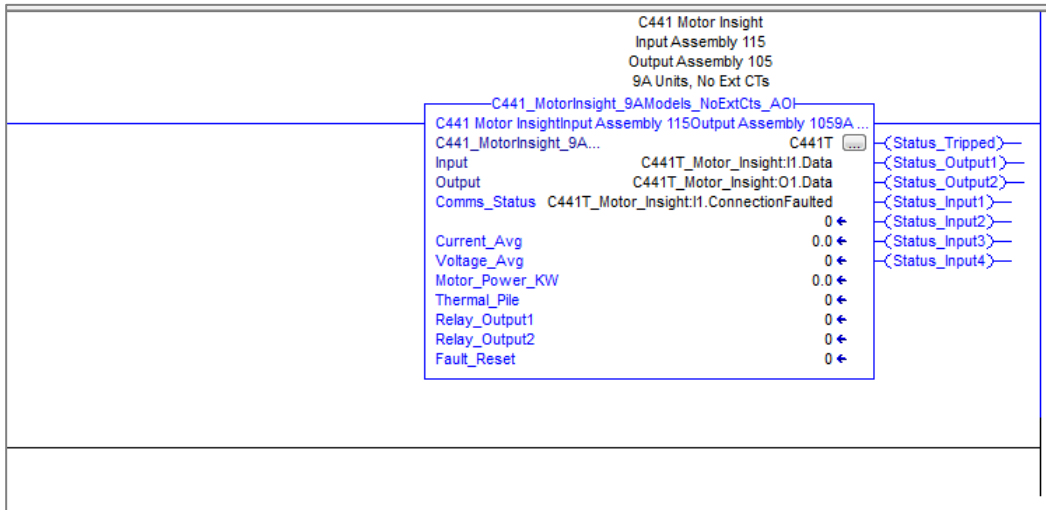 C441 Motor Insight
Input Assembly 115
Output Assembly 105
9A Units, No Ext CTs
C441_MotorInsight_9AModels_NoExtCts_AOI
C441 Motor InsightInput Assembly 115Output Assembly 1059A ...
C441_MotorInsight_9A... C441T ... (Status_Tripped)
Input C441T_Motor_Insight:I1.Data (Status_Output1)
Output C441T_Motor_Insight:O1.Data (Status_Output2)
Comms_Status C441T_Motor_Insight:I1.ConnectionFaulted (Status_Input1)
0 ← (Status_Input2)
Current_Avg 0.0 ← (Status_Input3)
Voltage_Avg 0 ← (Status_Input4)
Motor_Power_KW 0.0 ←
Thermal_Pile 0 ←
Relay_Output1 0 ←
Relay_Output2 0 ←
Fault_Reset 0 ←